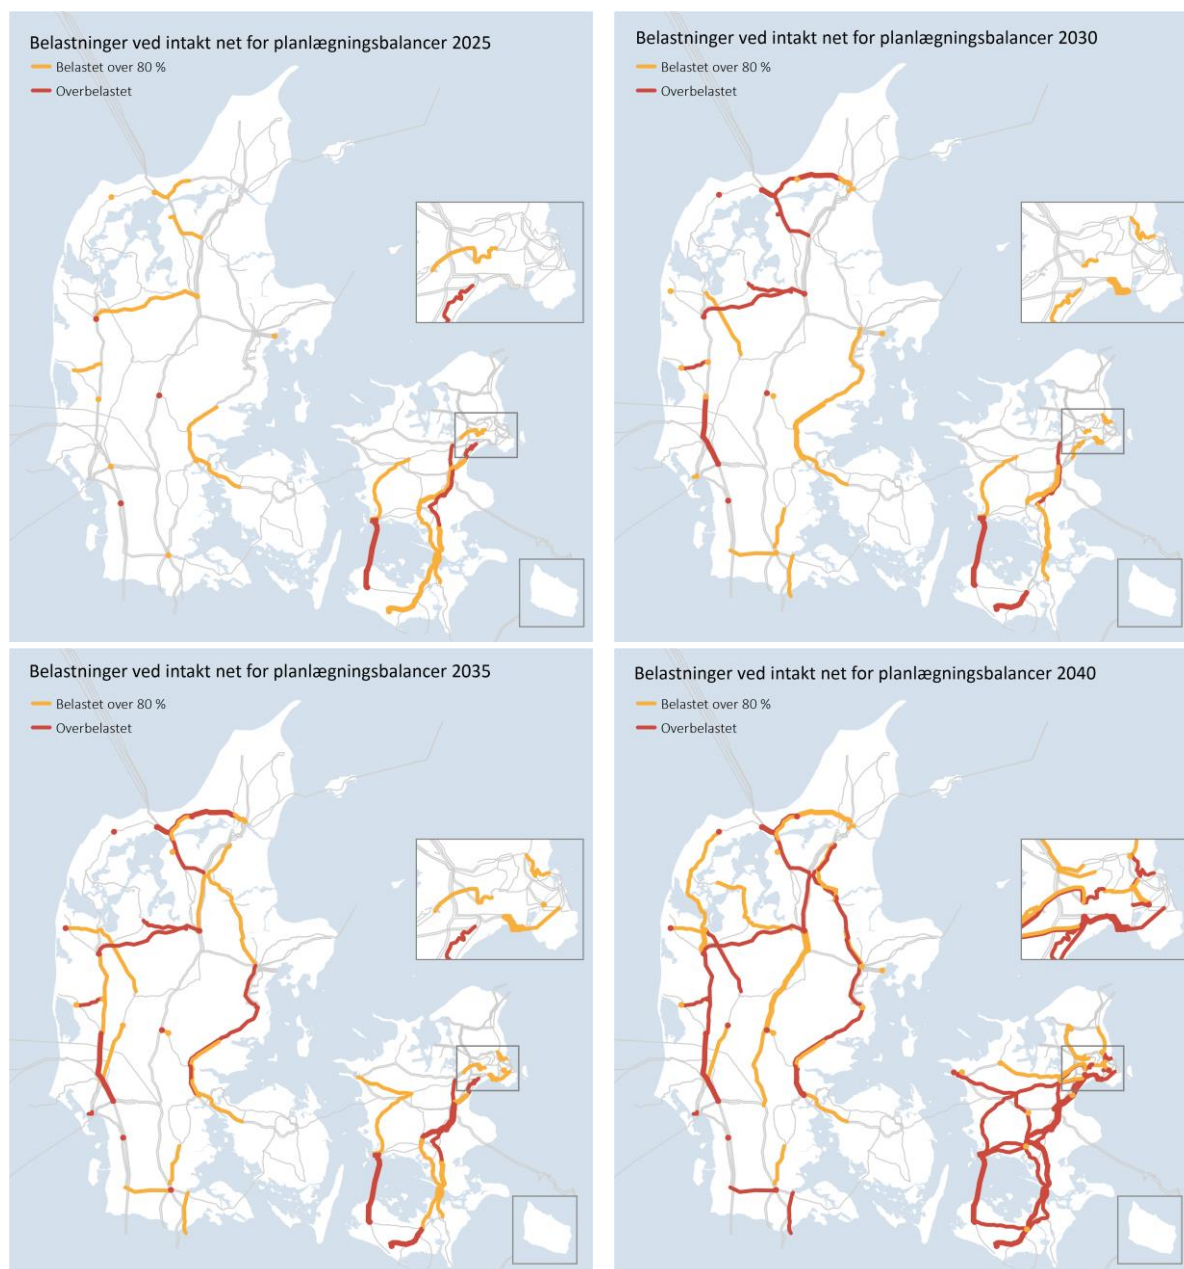 Belastninger ved intakt net for planlægningsbalancer 2025
Belastet over 80 %
Overbelastet
Belastninger ved intakt net for planlægningsbalancer 2030
Belastet over 80 %
Overbelastet
Belastninger ved intakt net for planlægningsbalancer 2035
Belastet over 80 %
Overbelastet
Belastninger ved intakt net for planlægningsbalancer 2040
Belastet over 80 %
Overbelastet